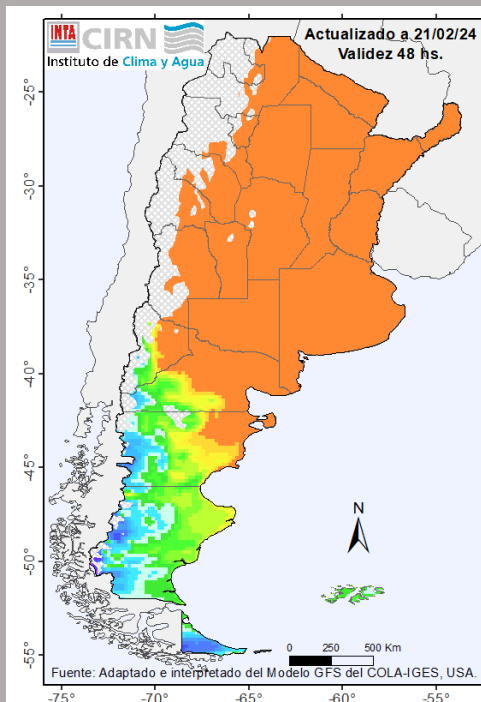 INTA CIRN
Instituto de Clima y Agua
Actualizado a 21/02/24
Validez 48 hs.
-25°
-30°
-35°
-40°
-45°
-50°
-55°
N
0 250 500 Km
Fuente: Adaptado e interpretado del Modelo GFS del COLA-IGES, USA.
-75° -70° -65° -60° -55°